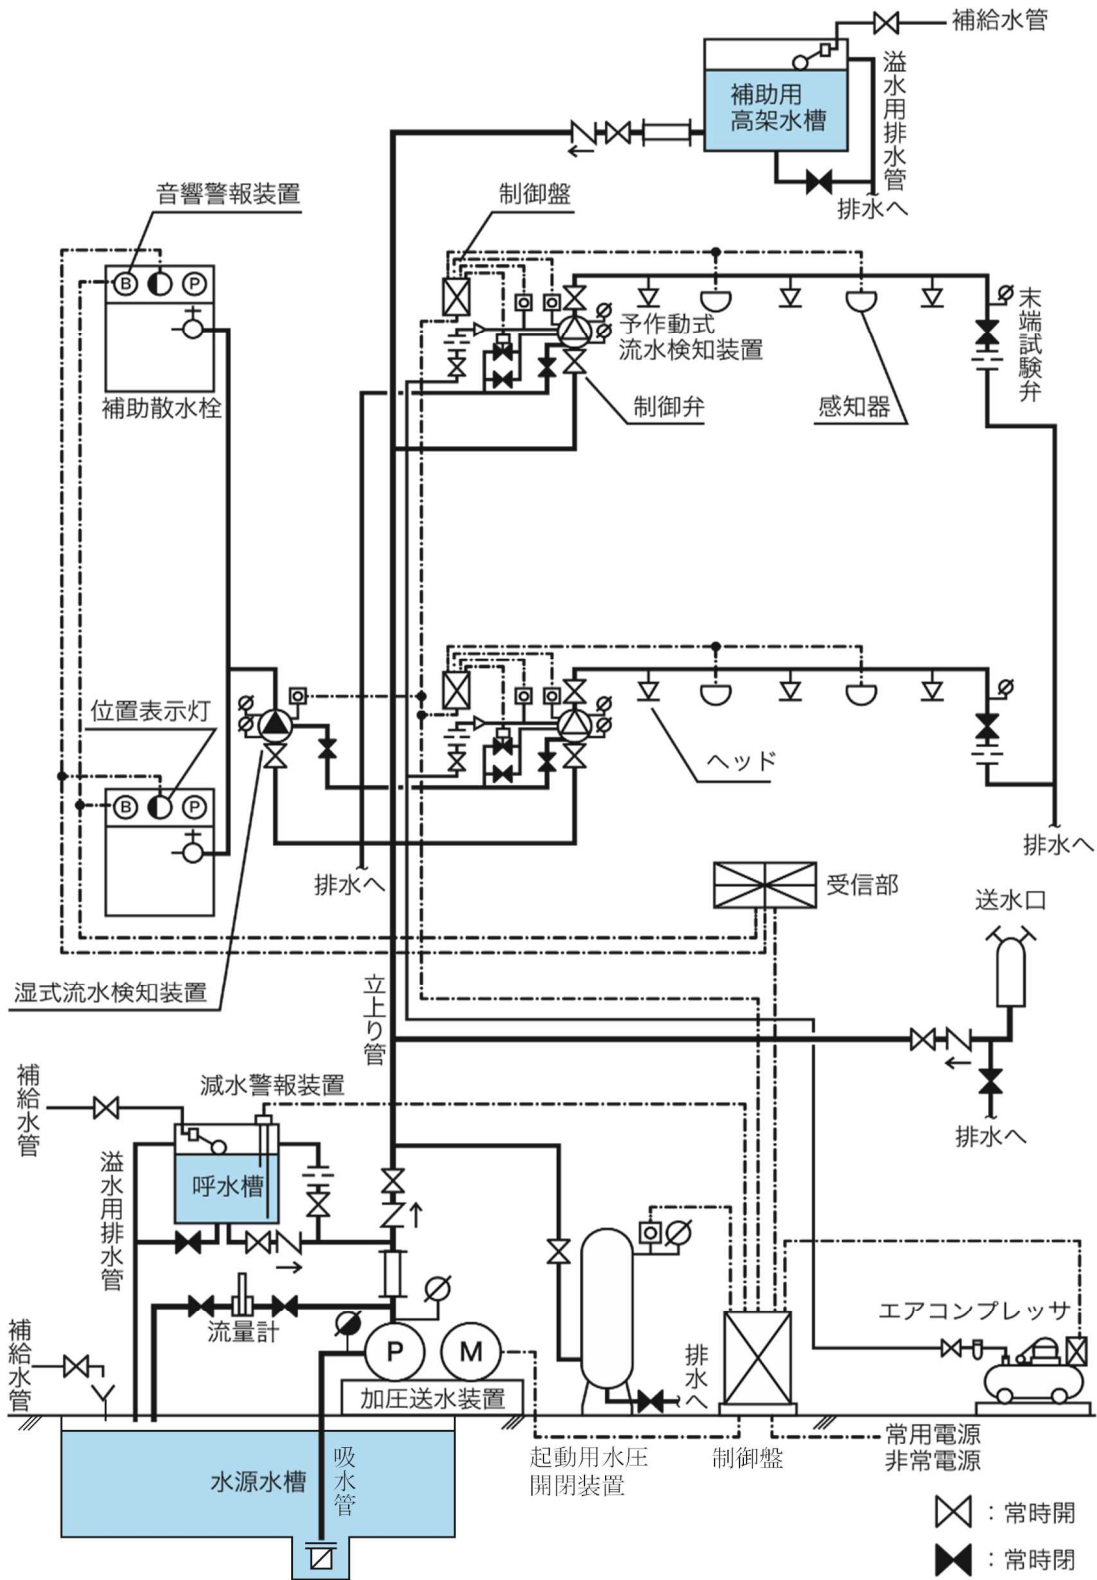 補給水管
補助用
高架水槽
溢水用排水管
排水へ
音響警報装置
制御盤
B
P
補助散水栓
予作動式
流水検知装置
制御弁
感知器
末端試験弁
位置表示灯
B
P
ヘッド
排水へ
排水へ
受信部
送水口
湿式流水検知装置
立上り管
補給水管
減水警報装置
排水へ
溢水用排水管
呼水槽
流量計
エアコンプレッサ
補給水管
P
M
加圧送水装置
排水へ
常用電源
非常電源
水源水槽
吸水管
起動用水圧
開閉装置
制御盤
：常時開
：常時閉